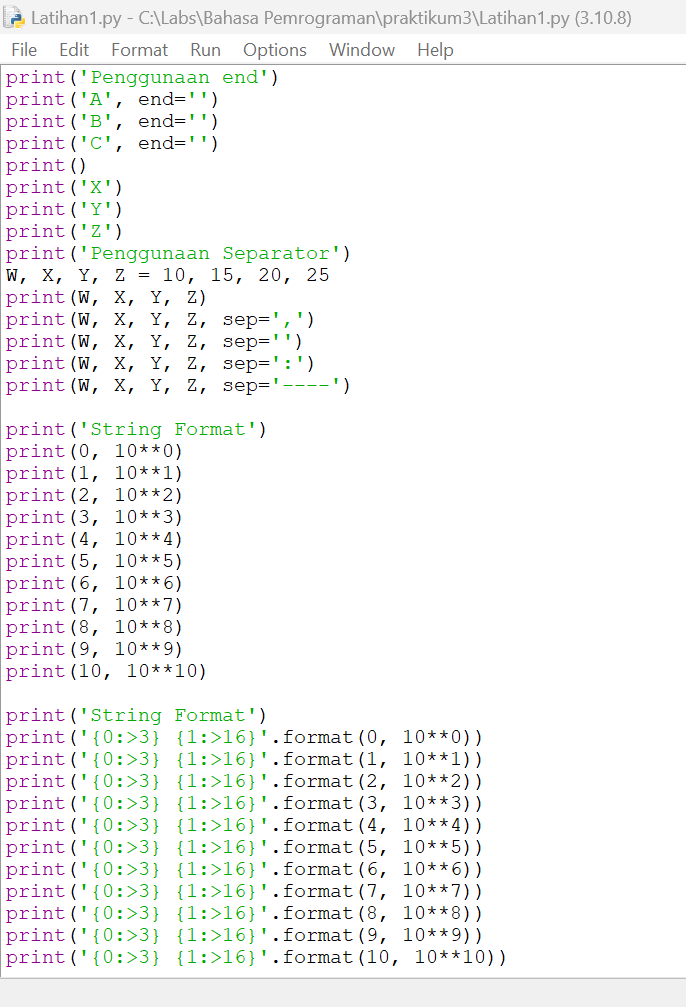 Latihan1.py - C:\Labs\Bahasa Pemrograman\praktikum3\Latihan1.py (3.10.8)
File Edit Format Run Options Window Help
print('Penggunaan end')
print('A', end='')
print('B', end='')
print('C', end='')
print()
print('X')
print('Y')
print('Z')
print('Penggunaan Separator')
W, X, Y, Z = 10, 15, 20, 25
print(W, X, Y, Z)
print(W, X, Y, Z, sep=',')
print(W, X, Y, Z, sep='')
print(W, X, Y, Z, sep=':')
print(W, X, Y, Z, sep='----')
print('String Format')
print(0, 10**0)
print(1, 10**1)
print(2, 10**2)
print(3, 10**3)
print(4, 10**4)
print(5, 10**5)
print(6, 10**6)
print(7, 10**7)
print(8, 10**8)
print(9, 10**9)
print(10, 10**10)
print('String Format')
print('{0:>3} {1:>16}'.format(0, 10**0))
print('{0:>3} {1:>16}'.format(1, 10**1))
print('{0:>3} {1:>16}'.format(2, 10**2))
print('{0:>3} {1:>16}'.format(3, 10**3))
print('{0:>3} {1:>16}'.format(4, 10**4))
print('{0:>3} {1:>16}'.format(5, 10**5))
print('{0:>3} {1:>16}'.format(6, 10**6))
print('{0:>3} {1:>16}'.format(7, 10**7))
print('{0:>3} {1:>16}'.format(8, 10**8))
print('{0:>3} {1:>16}'.format(9, 10**9))
print('{0:>3} {1:>16}'.format(10, 10**10))